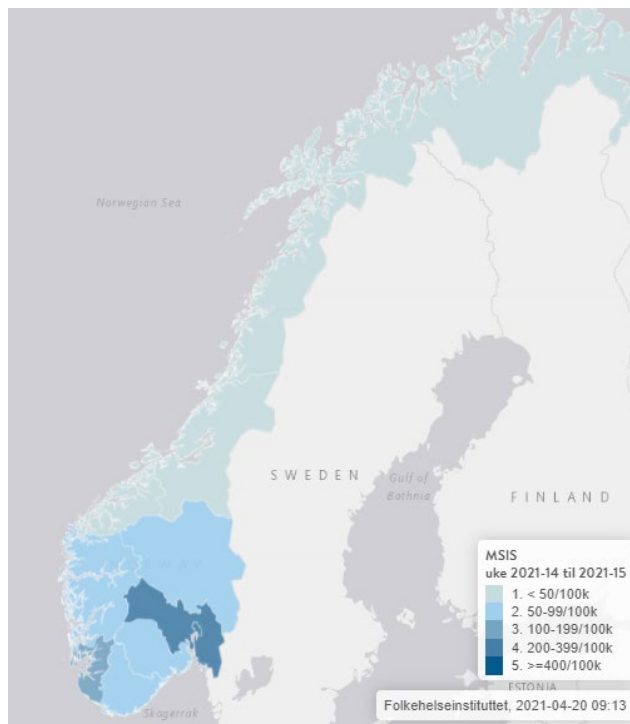 Norwegian Sea
SWEDEN
Gulf of
Bathnia
FINLAND
MSIS
uke 2021-14 til 2021-15
1. < 50/100k
2. 50-99/100k
3. 100-199/100k
4. 200-399/100k
5. >=400/100k
ESTONIA
Skagerrak
Folkehelseinstituttet, 2021-04-20 09:13